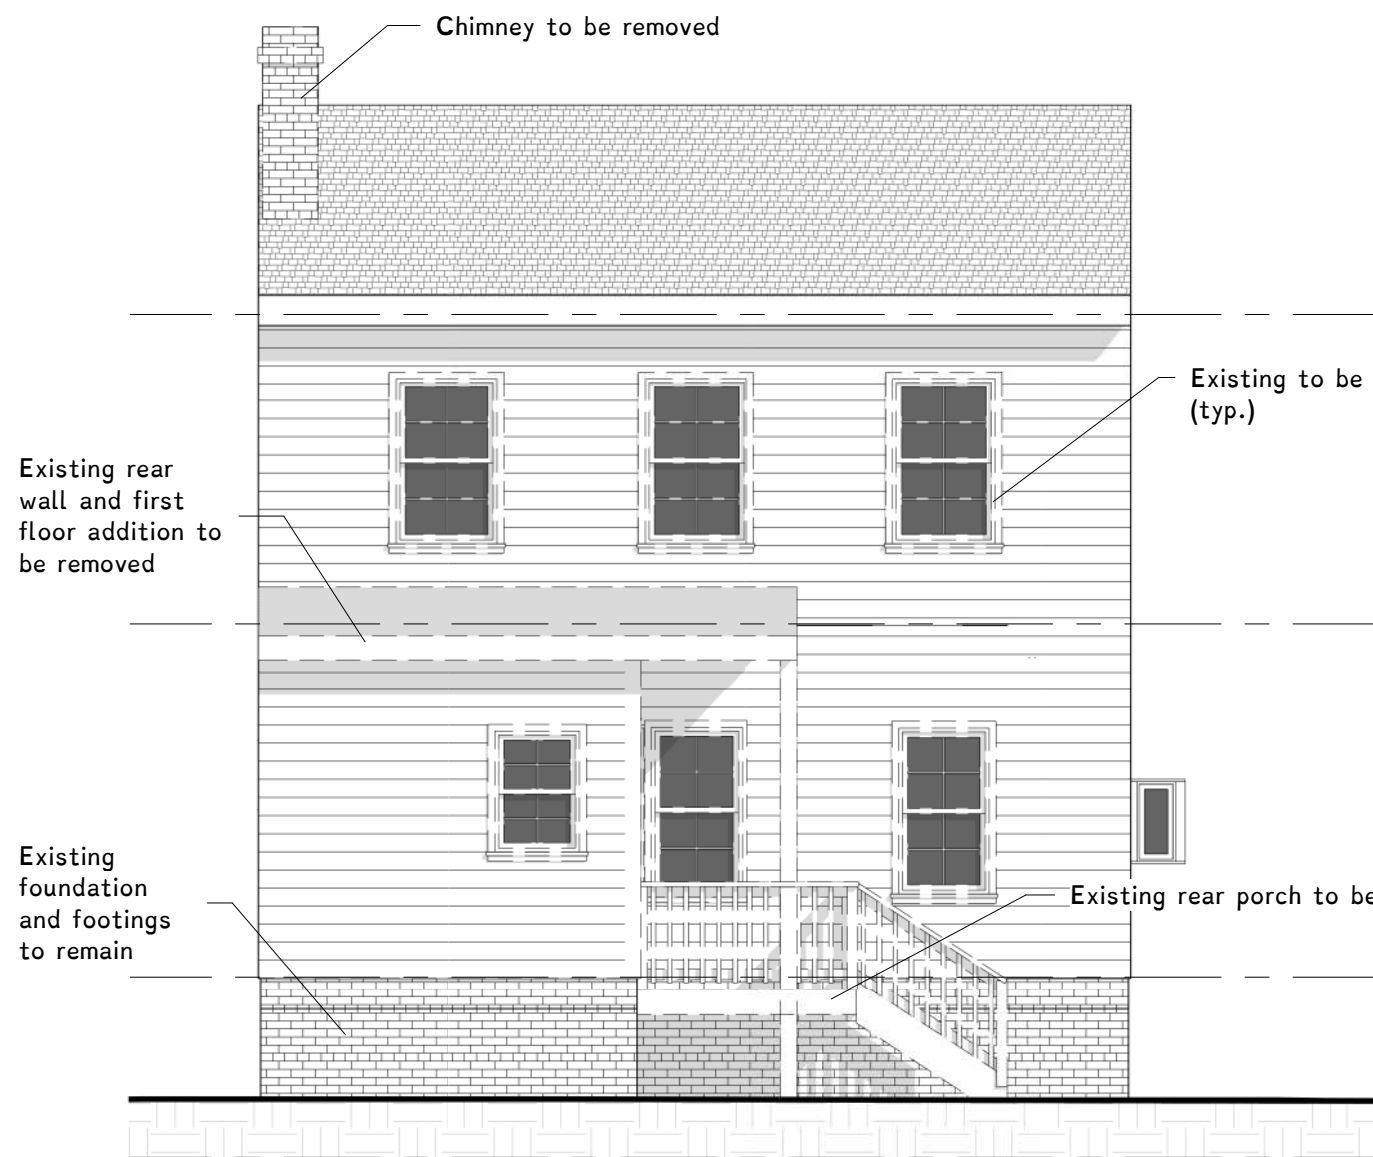 Chimney to be removed
Existing to be
(typ.)
Existing rear
wall and first
floor addition to
be removed
Existing
foundation
and footings
to remain
Existing rear porch to be